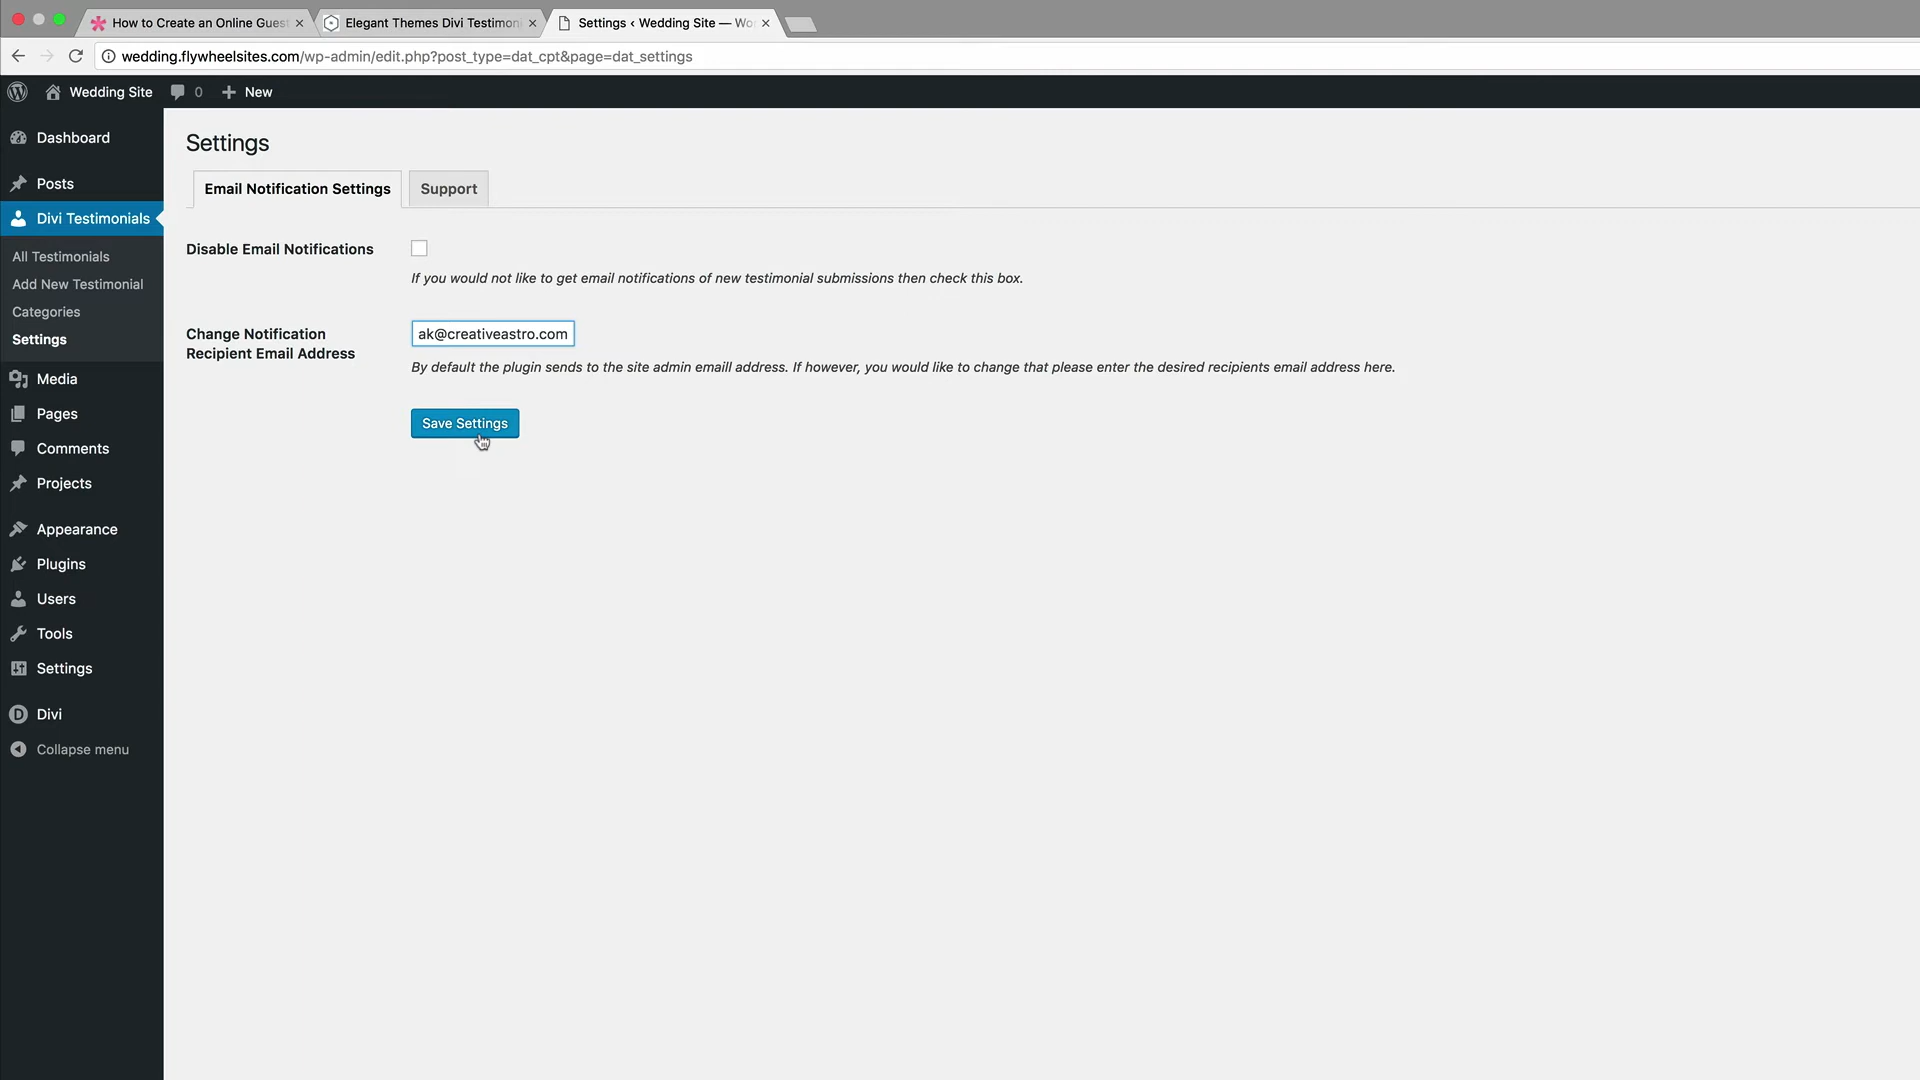 How to Create an Online Guest
Elegant Themes Divi Testimoni
Settings ‹ Wedding Site — Wor
wedding.flywheelsites.com/wp-admin/edit.php?post_type=dat_cpt&page=dat_settings
Wedding Site
0
New
Dashboard
Posts
Divi Testimonials
All Testimonials
Add New Testimonial
Categories
Settings
Media
Pages
Comments
Projects
Appearance
Plugins
Users
Tools
Settings
Divi
Collapse menu
Settings
Email Notification Settings
Support
Disable Email Notifications
If you would not like to get email notifications of new testimonial submissions then check this box.
Change Notification
Recipient Email Address
ak@creativeastro.com
By default the plugin sends to the site admin emaill address. If however, you would like to change that please enter the desired recipients email address here.
Save Settings